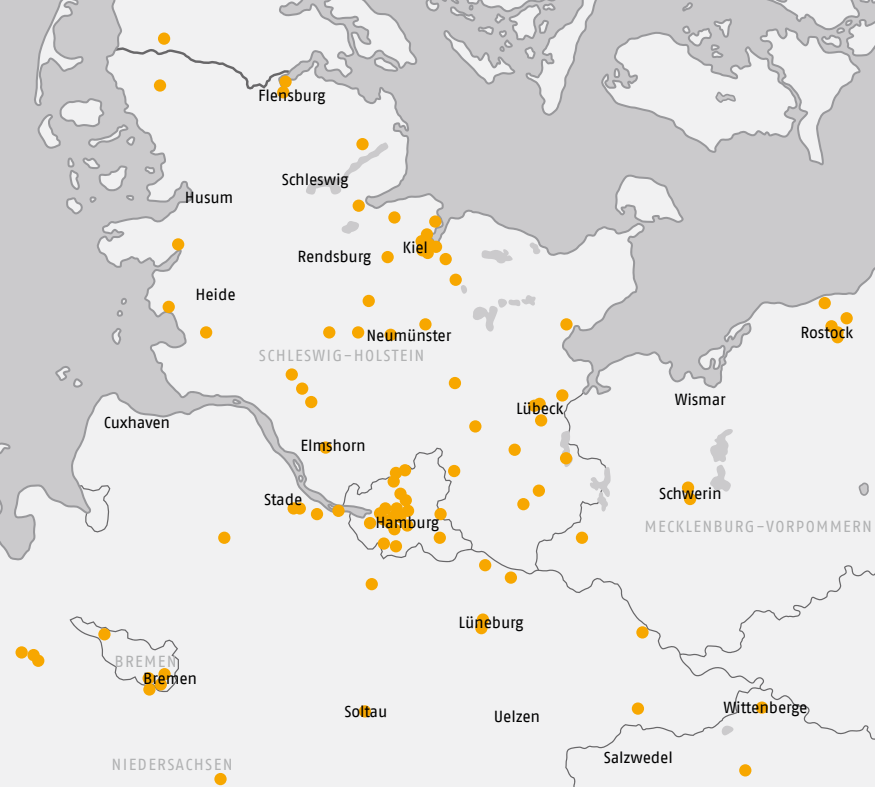 Flensburg
Schleswig
Husum
Kiel
Rendsburg
Heide
Rostock
Neumünster
SCHLESWIG-HOLSTEIN
Wismar
Lübeck
Cuxhaven
Elmshorn
Schwerin
Stade
Hamburg
MECKLENBURG-VORPOMMERN
Lüneburg
BREMEN
Bremen
Wittenberge
Soltau
Uelzen
Salzwedel
NIEDERSACHSEN